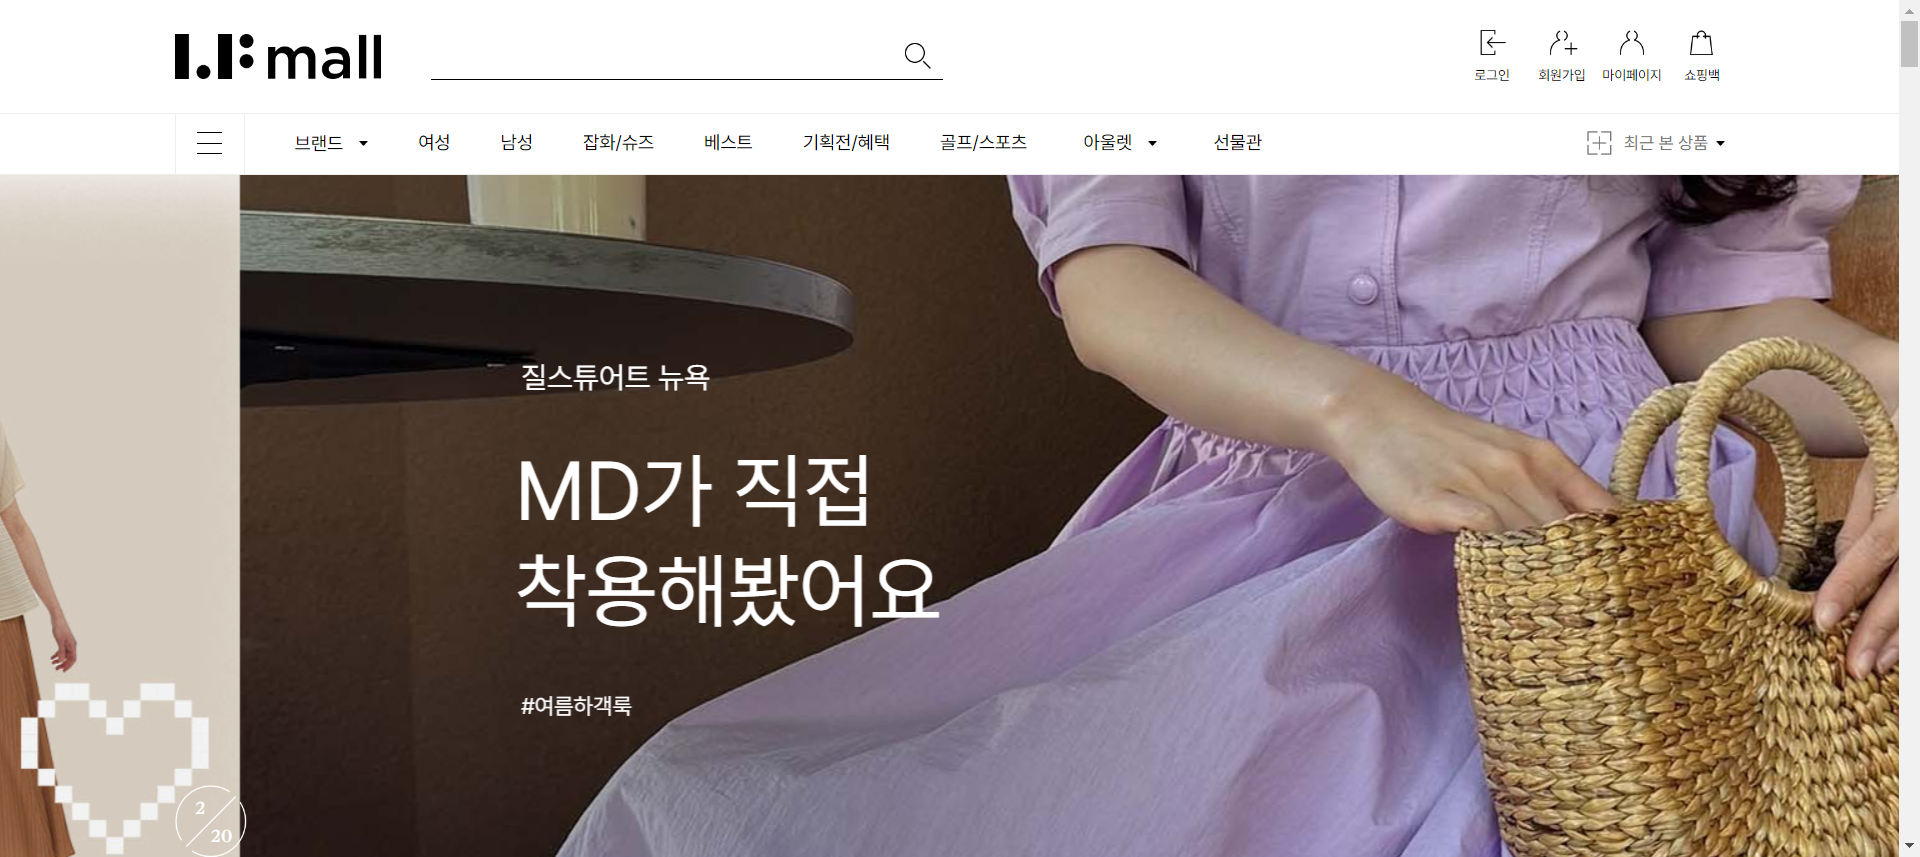 LF mall
로그인
회원가입
마이페이지
쇼핑백
브랜드
여성
남성
잡화/슈즈
베스트
기획전/혜택
골프/스포츠
아울렛
선물관
최근 본 상품
질스튜어트 뉴욕
MD가 직접
착용해봤어요
#여름하객룩
2
20